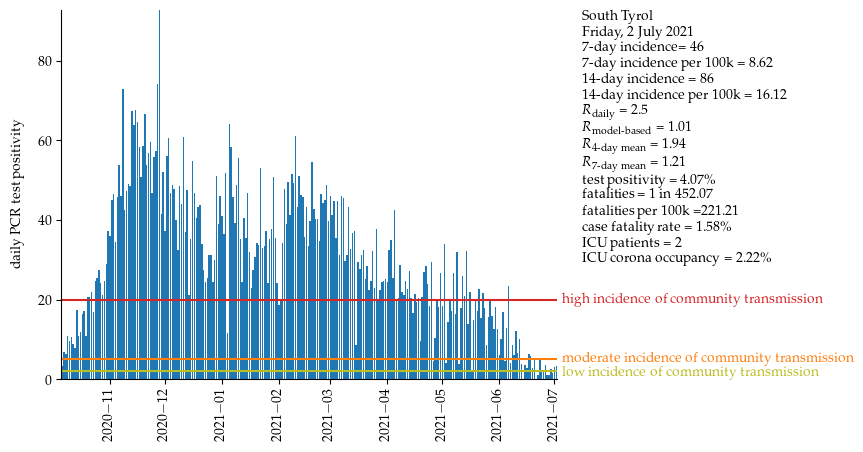 South Tyrol
Friday, 2 July 2021
7-day incidence= 46
7-day incidence per 100k = 8.62
14-day incidence = 86
14-day incidence per 100k = 16.12
R_daily = 2.5
R_model-based = 1.01
R_4-day mean = 1.94
R_7-day mean = 1.21
test positivity = 4.07%
fatalities = 1 in 452.07
fatalities per 100k =221.21
case fatality rate = 1.58%
ICU patients = 2
ICU corona occupancy = 2.22%
daily PCR test positivity
80
60
40
20
0
high incidence of community transmission
moderate incidence of community transmission
low incidence of community transmission
2020−11
2020−12
2021−01
2021−02
2021−03
2021−04
2021−05
2021−06
2021−07